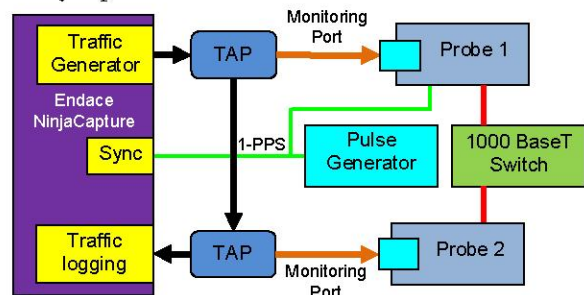 Traffic
Generator
TAP
Monitoring
Port
Probe 1
Endace
NinjaCapture
Sync
1-PPS
Pulse
Generator
1000 BaseT
Switch
Traffic
logging
TAP
Monitoring
Port
Probe 2